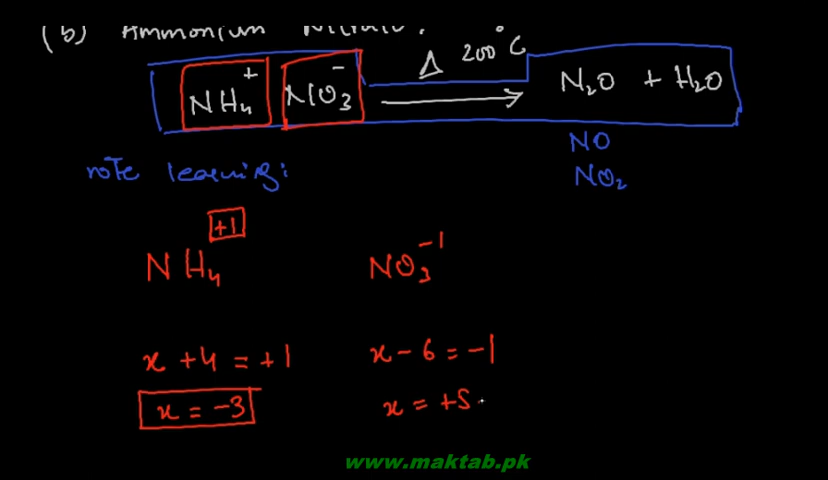 (b) Ammonium Nitrate:
Δ 200°C
NH₄⁺ NO₃⁻ → N₂O + H₂O
NO
rote learning: NO₂
+1
NH₄ NO₃⁻¹
x + 4 = +1 x - 6 = -1
x = -3 x = +5
www.maktab.pk